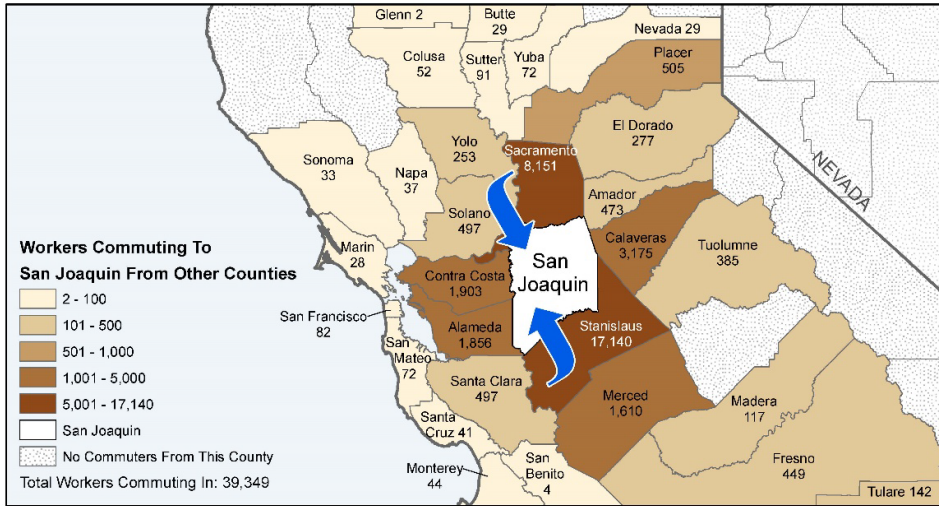 Glenn 2
Butte
29
Nevada 29
Colusa
52
Sutter
91
Yuba
72
Placer
505
El Dorado
277
Yolo
253
Sacramento
8,151
Sonoma
33
Napa
37
Amador
473
Solano
497
NEVADA
Marin
28
Calaveras
3,175
Tuolumne
385
Contra Costa
1,903
San
Joaquin
San Francisco
82
Alameda
1,856
Stanislaus
17,140
San
Mateo
72
Santa Clara
497
Merced
1,610
Madera
117
Santa
Cruz 41
Monterey
44
San
Benito
4
Fresno
449
Tulare 142
Workers Commuting To
San Joaquin From Other Counties
2 - 100
101 - 500
501 - 1,000
1,001 - 5,000
5,001 - 17,140
San Joaquin
No Commuters From This County
Total Workers Commuting In: 39,349